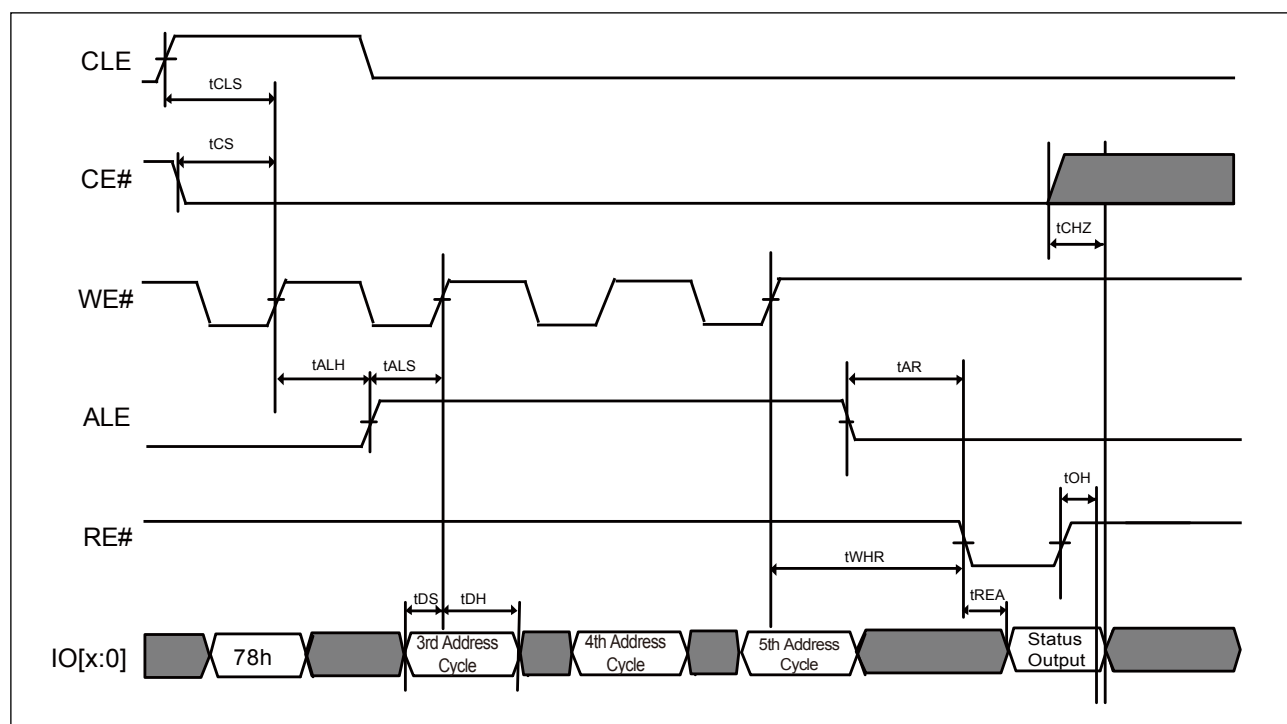 CLE
tCLS
tCS
CE#
tCHZ
WE#
tALH
tALS
tAR
ALE
tOH
RE#
tWHR
tDS
tDH
tREA
IO[x:0]
78h
3rd Address
Cycle
4th Address
Cycle
5th Address
Cycle
Status
Output